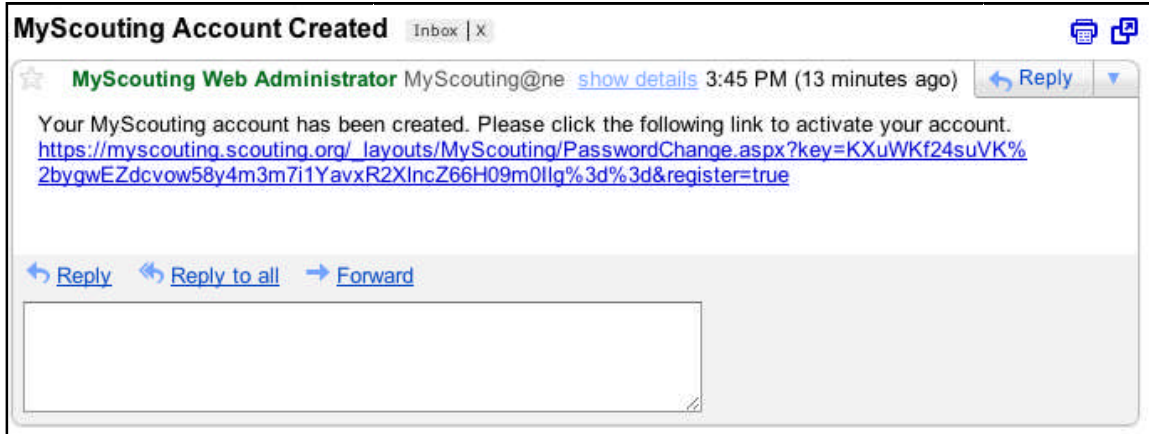 MyScouting Account Created Inbox | X
MyScouting Web Administrator MyScouting@ne show details 3:45 PM (13 minutes ago) Reply
Your MyScouting account has been created. Please click the following link to activate your account.
https://myscouting.scouting.org/_layouts/MyScouting/PasswordChange.aspx?key=KXuWKf24suVK%
2bygwEZdcvow58y4m3m7i1YavxR2XIncZ66H09m0IIg%3d%3d&register=true
Reply Reply to all Forward